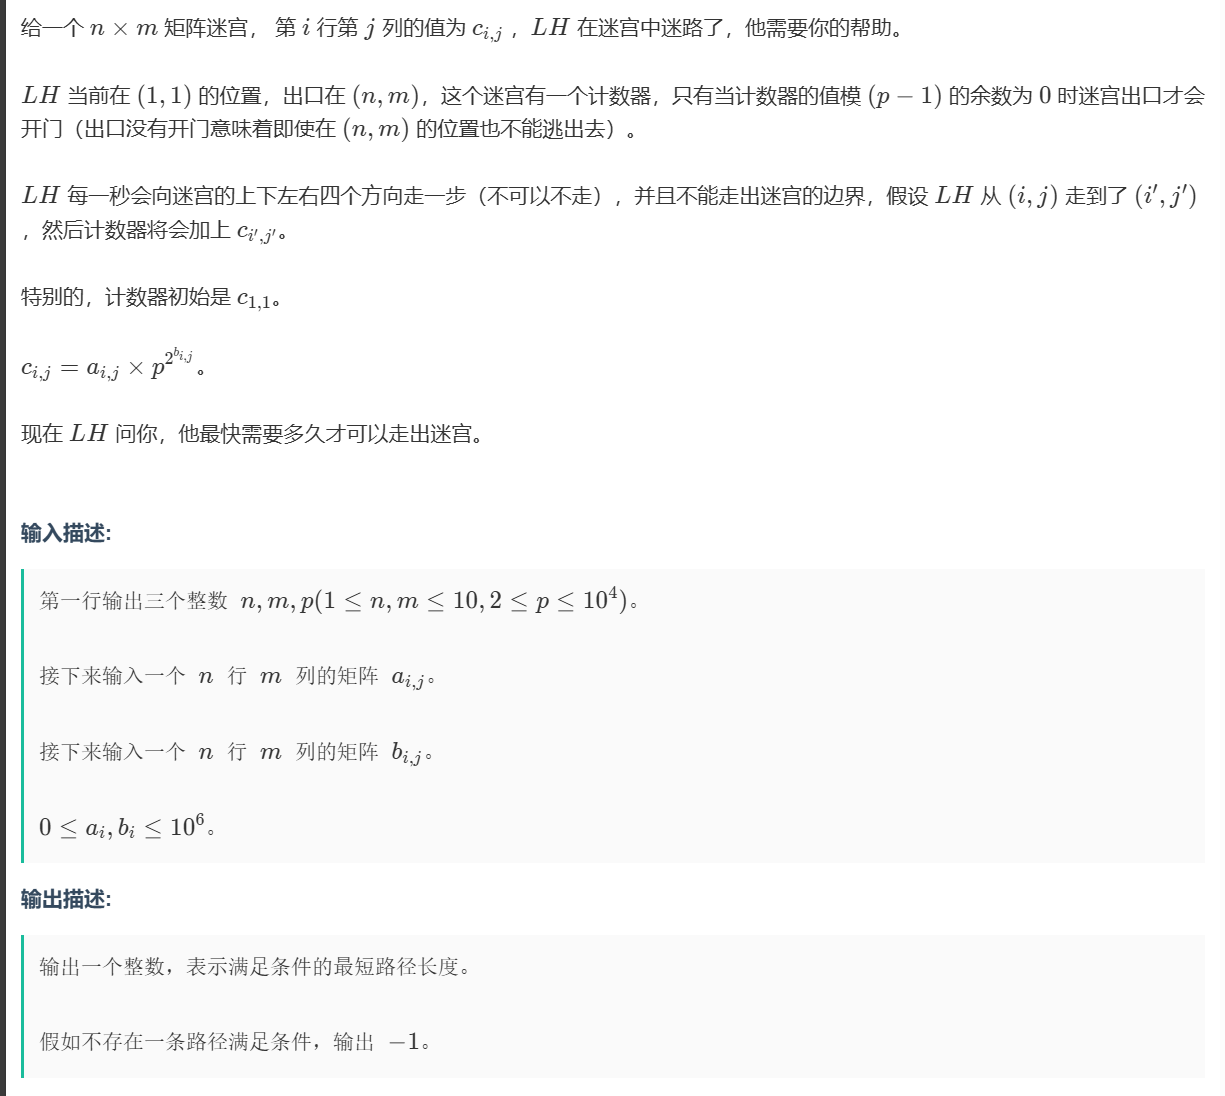 给一个 n × m 矩阵迷宫， 第 i 行第 j 列的值为 c_{i,j} ，LH 在迷宫中迷路了，他需要你的帮助。
LH 当前在 (1, 1) 的位置，出口在 (n, m)，这个迷宫有一个计数器，只有当计数器的值模 (p − 1) 的余数为 0 时迷宫出口才会
开门（出口没有开门意味着即使在 (n, m) 的位置也不能逃出去）。
LH 每一秒会向迷宫的上下左右四个方向走一步（不可以不走），并且不能走出迷宫的边界，假设 LH 从 (i, j) 走到了 (i′, j′)
，然后计数器将会加上 c_{i′,j′}。
特别的，计数器初始是 c_{1,1}。
c_{i,j} = a_{i,j} × p^{2^{b_{i,j}}} 。
现在 LH 问你，他最快需要多久才可以走出迷宫。
输入描述:
第一行输出三个整数 n, m, p(1 ≤ n, m ≤ 10, 2 ≤ p ≤ 10^4)。
接下来输入一个 n 行 m 列的矩阵 a_{i,j}。
接下来输入一个 n 行 m 列的矩阵 b_{i,j}。
0 ≤ a_i, b_i ≤ 10^6。
输出描述:
输出一个整数，表示满足条件的最短路径长度。
假如不存在一条路径满足条件，输出 −1。